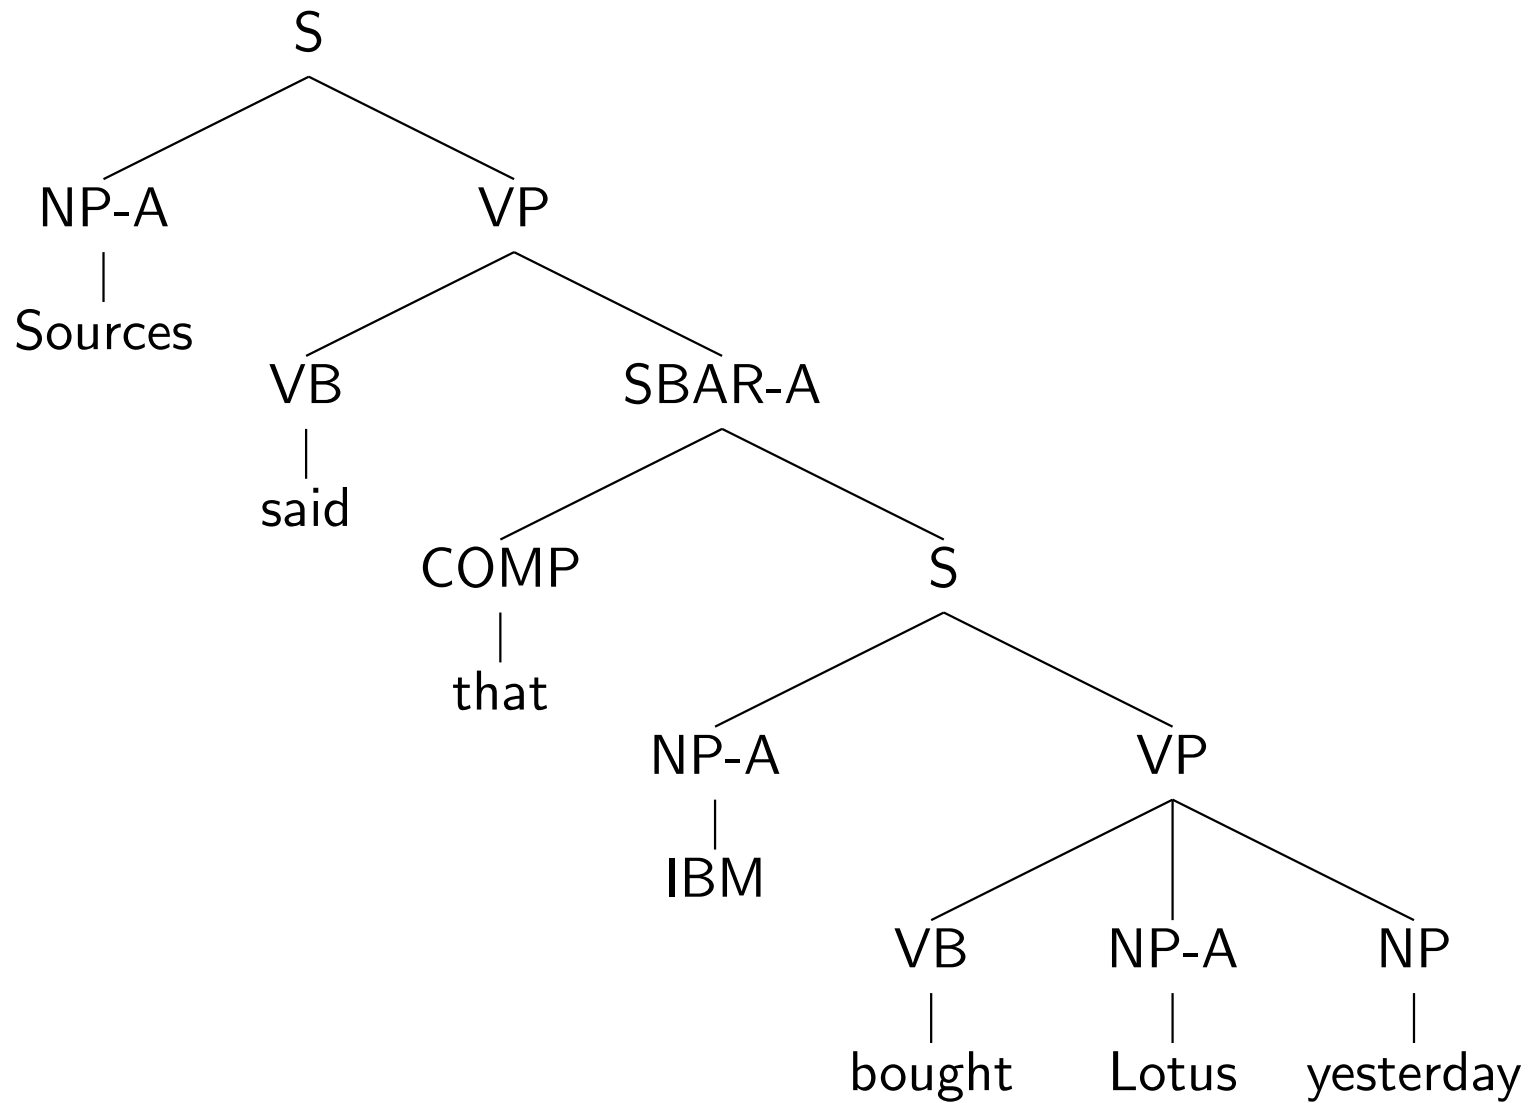 S
NP-A VP
Sources
VB SBAR-A
said
COMP S
that
NP-A VP
IBM
VB NP-A NP
bought Lotus yesterday